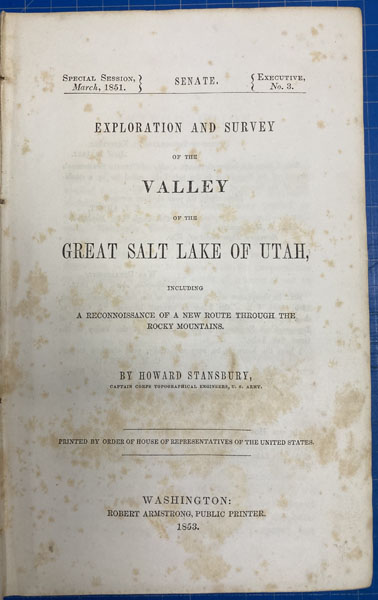 Special Session, } SENATE. { Executive,
March, 1851. } { No. 3.
EXPLORATION AND SURVEY
OF THE
VALLEY
OF THE
GREAT SALT LAKE OF UTAH,
INCLUDING
A RECONNOISSANCE OF A NEW ROUTE THROUGH THE
ROCKY MOUNTAINS.
BY HOWARD STANSBURY,
CAPTAIN CORPS TOPOGRAPHICAL ENGINEERS, U. S. ARMY.
PRINTED BY ORDER OF HOUSE OF REPRESENTATIVES OF THE UNITED STATES.
WASHINGTON:
ROBERT ARMSTRONG, PUBLIC PRINTER.
1853.